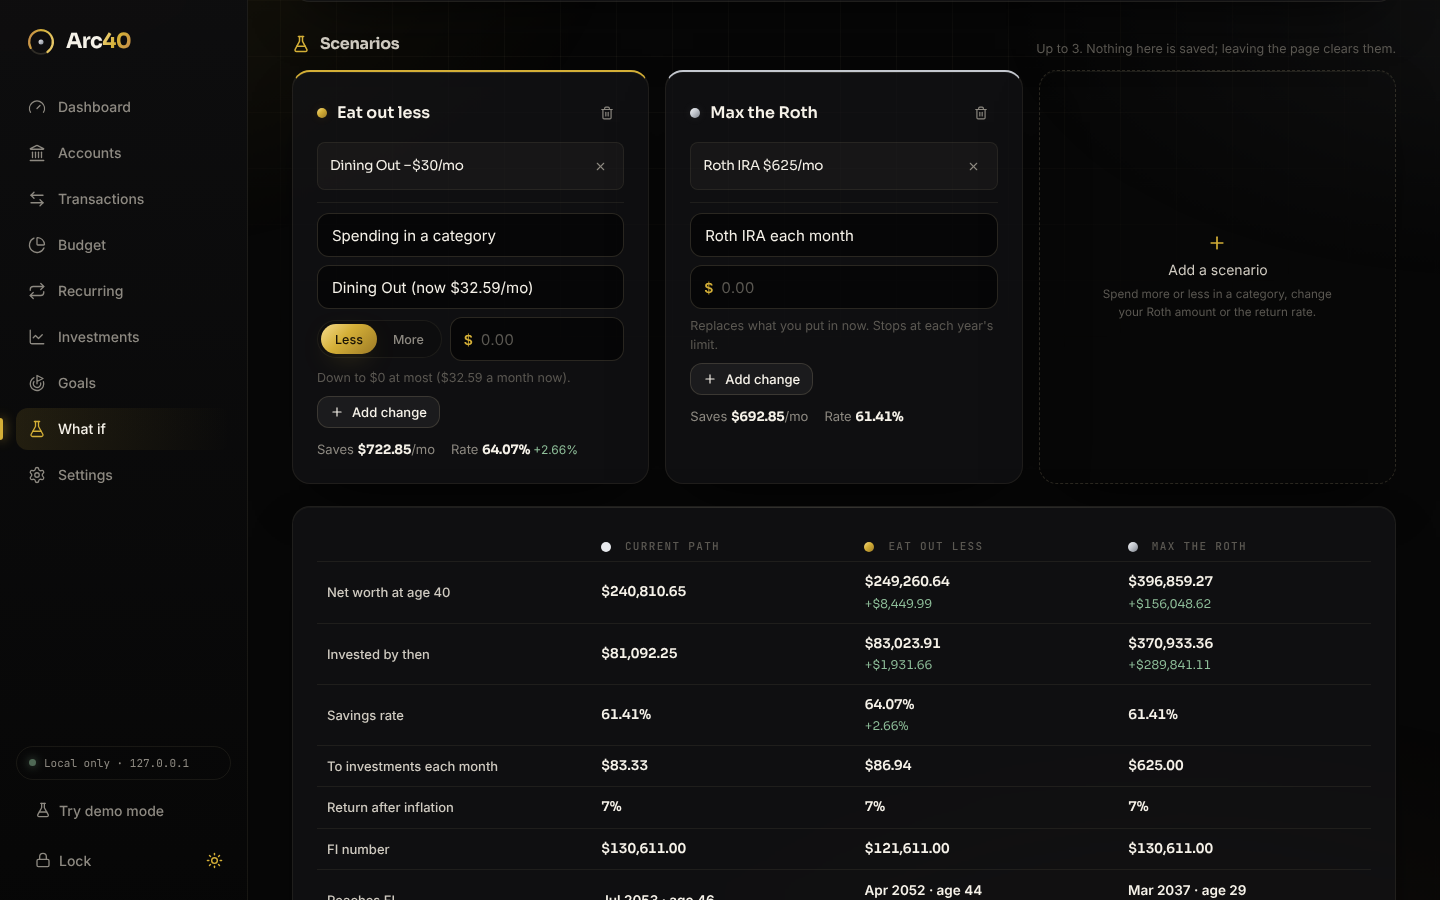 Arc40
Dashboard
Accounts
Transactions
Budget
Recurring
Investments
Goals
What if
Settings
Local only · 127.0.0.1
Try demo mode
Lock
Scenarios
Up to 3. Nothing here is saved; leaving the page clears them.
Eat out less
Dining Out −$30/mo
Spending in a category
Dining Out (now $32.59/mo)
Less More $ 0.00
Down to $0 at most ($32.59 a month now).
+ Add change
Saves $722.85/mo Rate 64.07% +2.66%
Max the Roth
Roth IRA $625/mo
Roth IRA each month
$ 0.00
Replaces what you put in now. Stops at each year's
limit.
+ Add change
Saves $692.85/mo Rate 61.41%
Add a scenario
Spend more or less in a category, change
your Roth amount or the return rate.
CURRENT PATH EAT OUT LESS MAX THE ROTH
Net worth at age 40 $240,810.65 $249,260.64 $396,859.27
+$8,449.99 +$156,048.62
Invested by then $81,092.25 $83,023.91 $370,933.36
+$1,931.66 +$289,841.11
Savings rate 61.41% 64.07% 61.41%
+2.66%
To investments each month $83.33 $86.94 $625.00
Return after inflation 7% 7% 7%
FI number $130,611.00 $121,611.00 $130,611.00
Reaches FI Jul 2053 · age 46 Apr 2052 · age 44 Mar 2037 · age 29